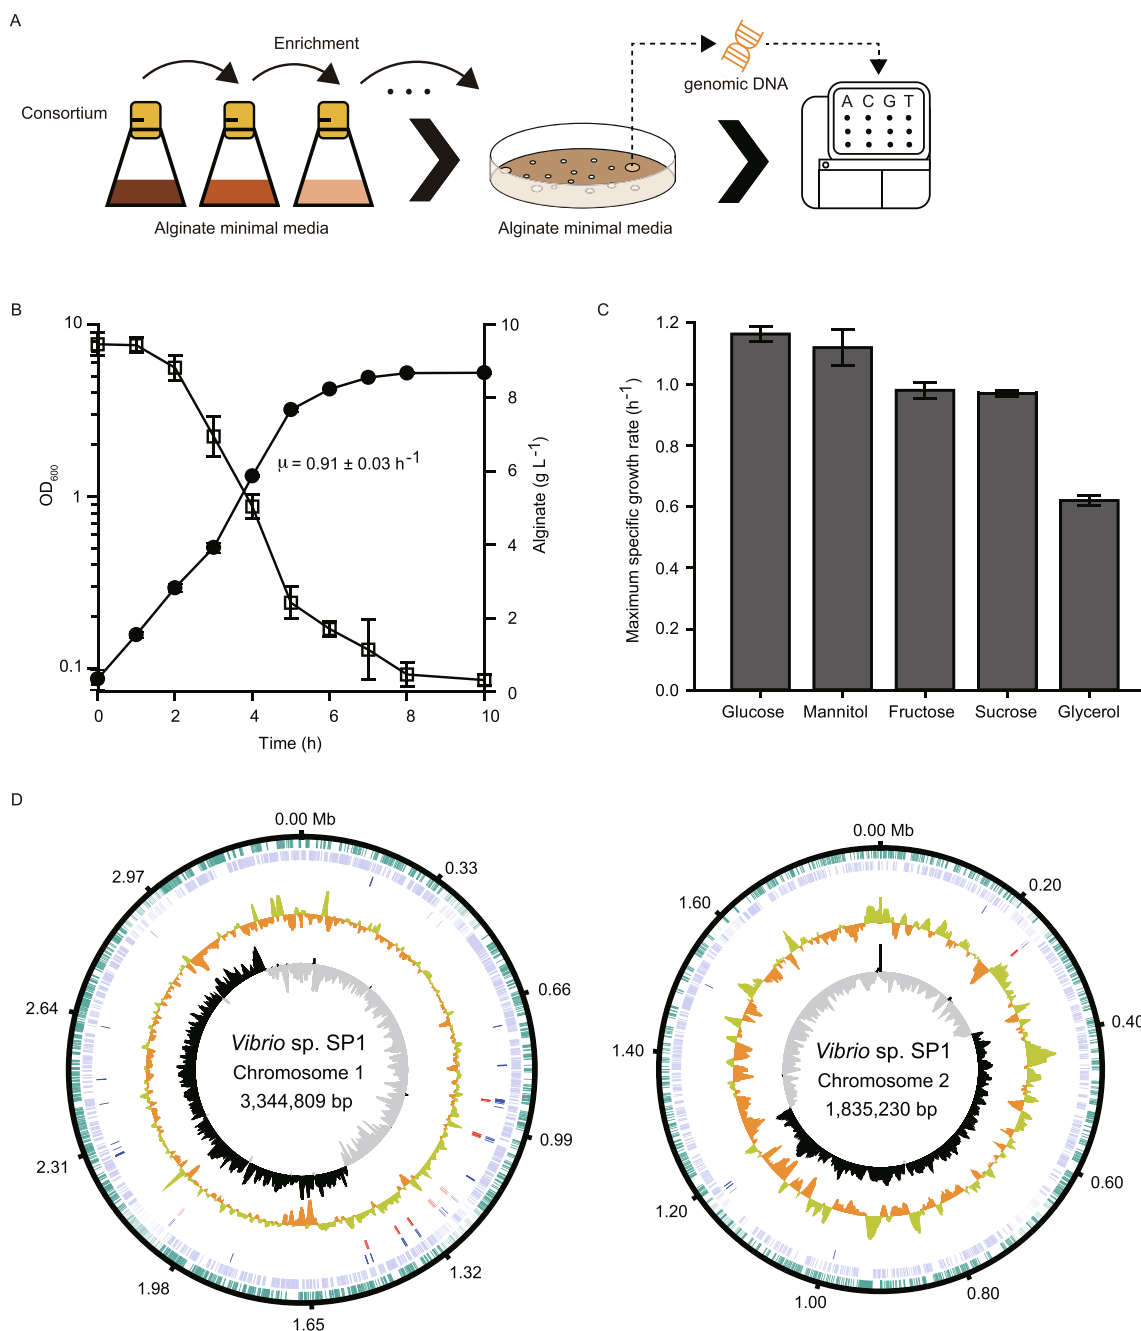 A
Enrichment
Consortium
genomic DNA
A C G T
Alginate minimal media
Alginate minimal media
B
10
1
0.1
OD600
μ = 0.91 ± 0.03 h-1
10
8
6
4
2
0
Alginate (g L-1)
0 2 4 6 8 10
Time (h)
C
1.2
1.0
0.8
0.6
0.4
0.2
0.0
Maximum specific growth rate (h-1)
Glucose Mannitol Fructose Sucrose Glycerol
D
0.00 Mb
0.33
0.66
0.99
1.32
1.65
1.98
2.31
2.64
2.97
Vibrio sp. SP1
Chromosome 1
3,344,809 bp
0.00 Mb
0.20
0.40
0.60
0.80
1.00
1.20
1.40
1.60
Vibrio sp. SP1
Chromosome 2
1,835,230 bp